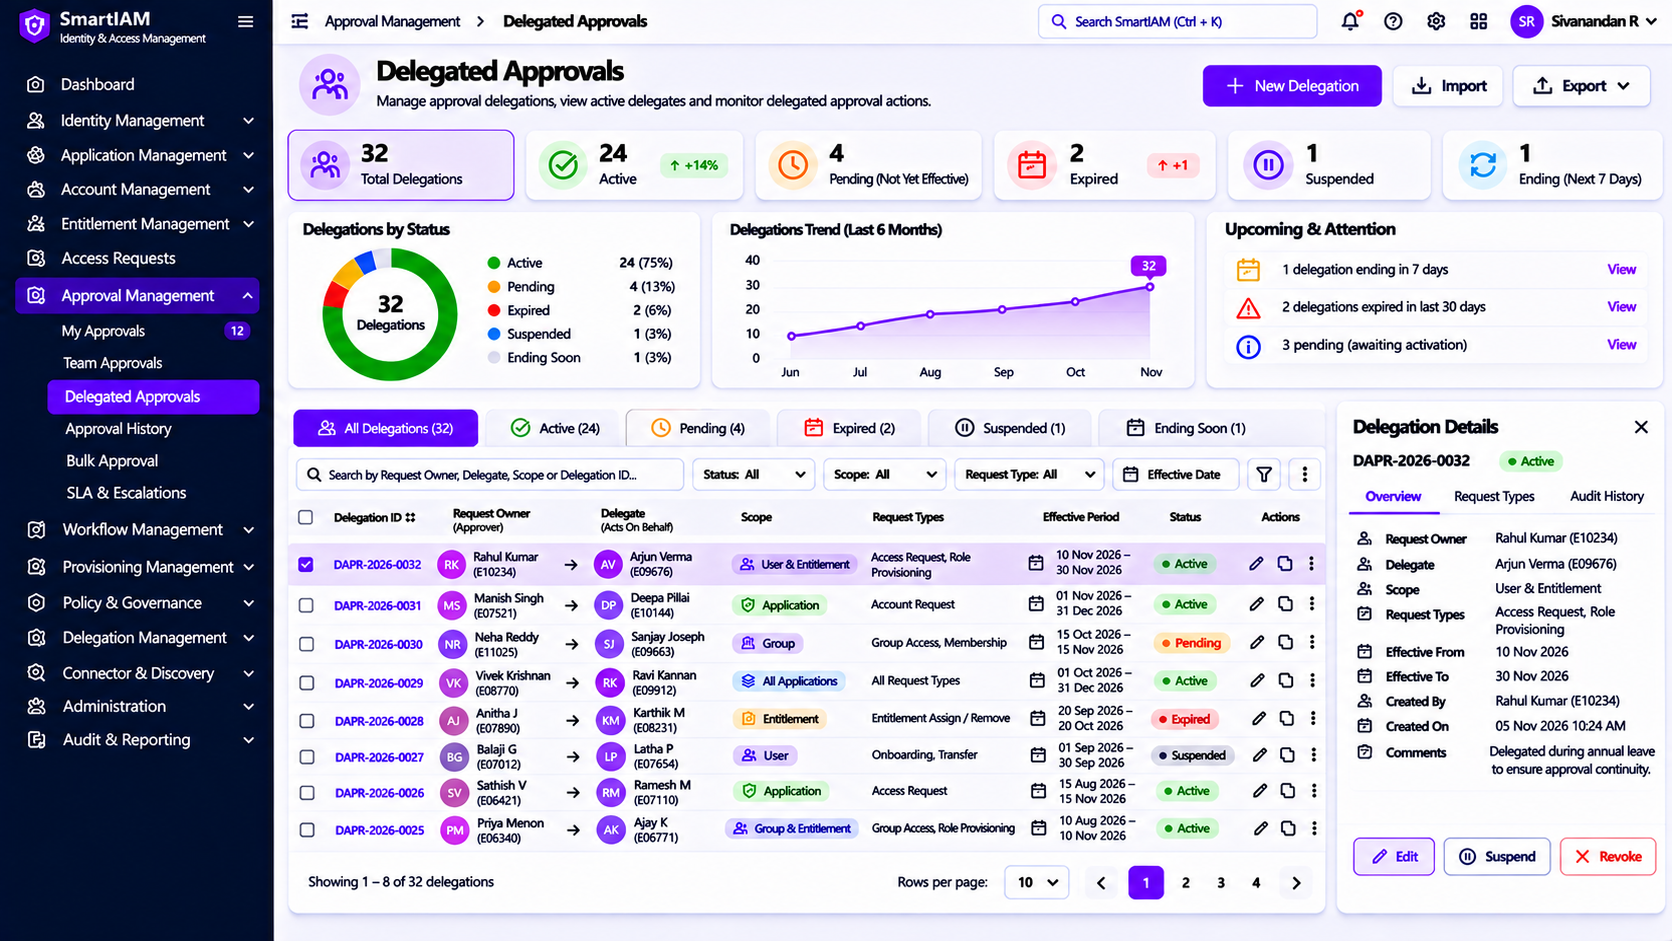 SmartIAM
Identity & Access Management
Dashboard
Identity Management
Application Management
Account Management
Entitlement Management
Access Requests
Approval Management
My Approvals 12
Team Approvals
Delegated Approvals
Approval History
Bulk Approval
SLA & Escalations
Workflow Management
Provisioning Management
Policy & Governance
Delegation Management
Connector & Discovery
Administration
Audit & Reporting
Approval Management > Delegated Approvals
Search SmartIAM (Ctrl + K)
SR Sivanandan R
Delegated Approvals
Manage approval delegations, view active delegates and monitor delegated approval actions.
+ New Delegation
Import
Export
32
Total Delegations
24
Active
↑ +14%
4
Pending (Not Yet Effective)
2
Expired
↑ +1
1
Suspended
1
Ending (Next 7 Days)
Delegations by Status
32
Delegations
Active 24 (75%)
Pending 4 (13%)
Expired 2 (6%)
Suspended 1 (3%)
Ending Soon 1 (3%)
Delegations Trend (Last 6 Months)
40
30
20
10
0
32
Jun Jul Aug Sep Oct Nov
Upcoming & Attention
1 delegation ending in 7 days View
2 delegations expired in last 30 days View
3 pending (awaiting activation) View
All Delegations (32)
Active (24)
Pending (4)
Expired (2)
Suspended (1)
Ending Soon (1)
Search by Request Owner, Delegate, Scope or Delegation ID...
Status: All
Scope: All
Request Type: All
Effective Date
Delegation ID
Request Owner
(Approver)
Delegate
(Acts On Behalf)
Scope
Request Types
Effective Period
Status
Actions
DAPR-2026-0032
RK
Rahul Kumar
(E10234)
→
AV
Arjun Verma
(E09676)
User & Entitlement
Access Request, Role
Provisioning
10 Nov 2026 –
30 Nov 2026
Active
DAPR-2026-0031
MS
Manish Singh
(E07521)
→
DP
Deepa Pillai
(E10144)
Application
Account Request
01 Nov 2026 –
31 Dec 2026
Active
DAPR-2026-0030
NR
Neha Reddy
(E11025)
→
SJ
Sanjay Joseph
(E09663)
Group
Group Access, Membership
15 Oct 2026 –
15 Nov 2026
Pending
DAPR-2026-0029
VK
Vivek Krishnan
(E08770)
→
RK
Ravi Kannan
(E09912)
All Applications
All Request Types
01 Oct 2026 –
31 Dec 2026
Active
DAPR-2026-0028
AJ
Anitha J
(E07890)
→
KM
Karthik M
(E08231)
Entitlement
Entitlement Assign / Remove
20 Sep 2026 –
20 Oct 2026
Expired
DAPR-2026-0027
BG
Balaji G
(E07012)
→
LP
Latha P
(E07654)
User
Onboarding, Transfer
01 Sep 2026 –
30 Sep 2026
Suspended
DAPR-2026-0026
SV
Sathish V
(E06421)
→
RM
Ramesh M
(E07110)
Application
Access Request
15 Aug 2026 –
15 Nov 2026
Active
DAPR-2026-0025
PM
Priya Menon
(E06340)
→
AK
Ajay K
(E06771)
Group & Entitlement
Group Access, Role Provisioning
10 Aug 2026 –
10 Nov 2026
Active
Showing 1 – 8 of 32 delegations
Rows per page: 10
1 2 3 4
Delegation Details
DAPR-2026-0032 Active
Overview Request Types Audit History
Request Owner Rahul Kumar (E10234)
Delegate Arjun Verma (E09676)
Scope User & Entitlement
Request Types Access Request, Role
Provisioning
Effective From 10 Nov 2026
Effective To 30 Nov 2026
Created By Rahul Kumar (E10234)
Created On 05 Nov 2026 10:24 AM
Comments Delegated during annual leave
to ensure approval continuity.
Edit
Suspend
Revoke